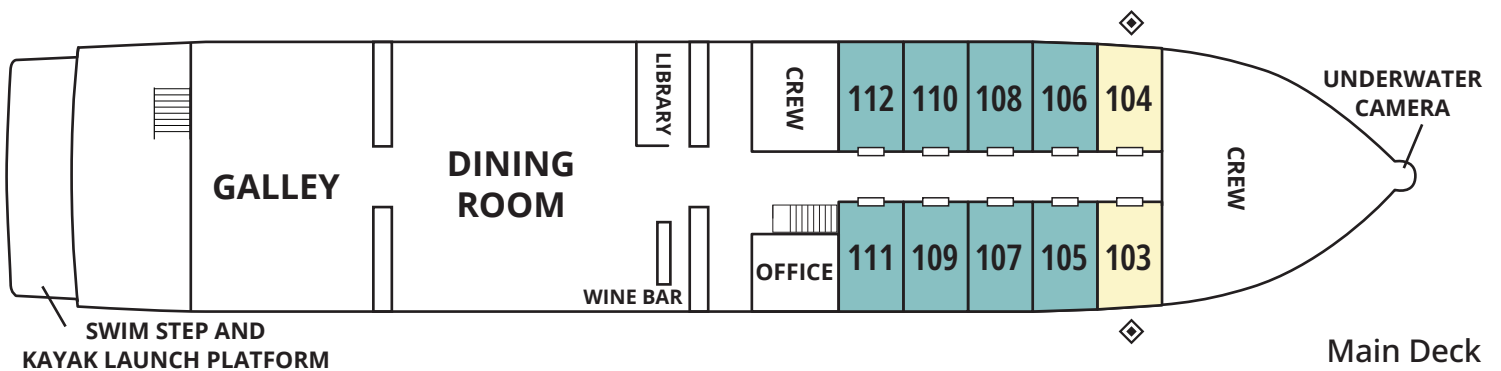 GALLEY
DINING
ROOM
LIBRARY
WINE BAR
CREW
OFFICE
112 110 108 106 104
111 109 107 105 103
CREW
UNDERWATER
CAMERA
SWIM STEP AND
KAYAK LAUNCH PLATFORM
Main Deck